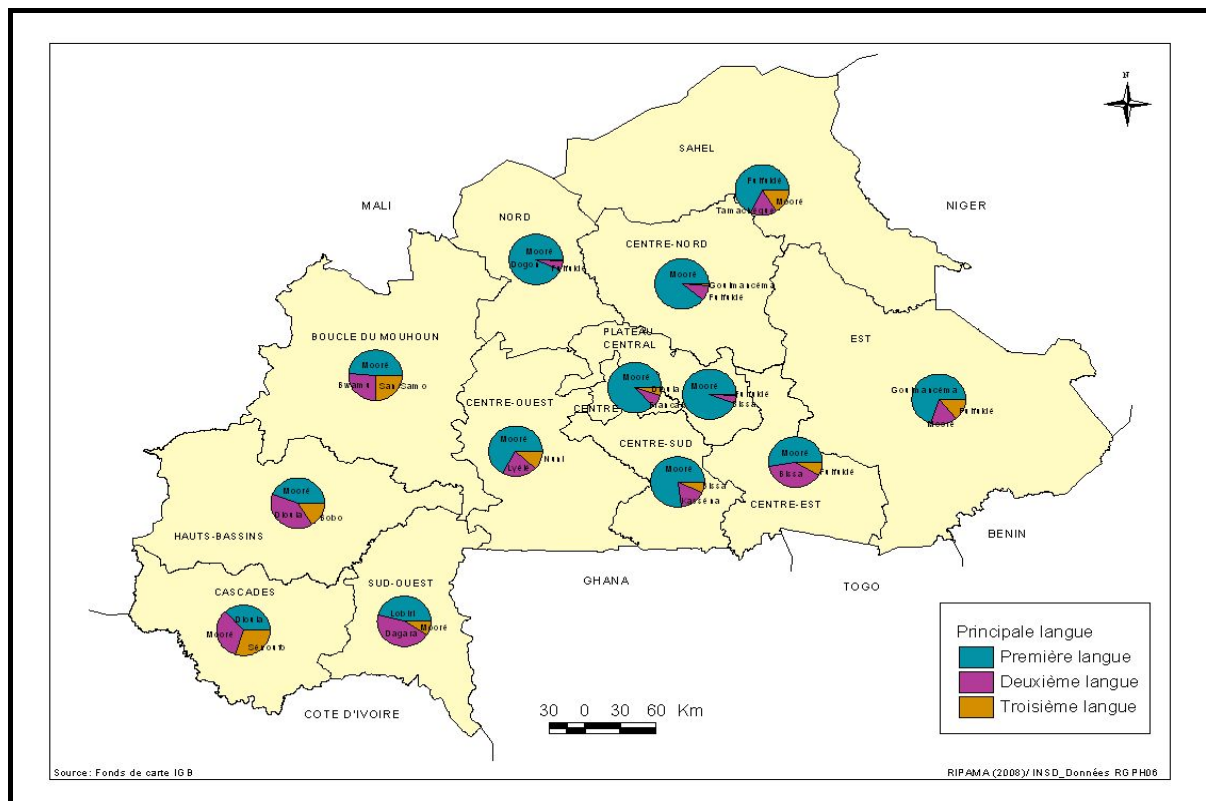 N
SAHEL
Fulfuldé
Mooré
Tamachèque
MALI
NIGER
NORD
Mooré
Dogon
Fulfuldé
CENTRE-NORD
Mooré
Goulmancéma
Fulfuldé
BOUCLE DU MOUHOUN
Mooré
Bwamu
San/Samo
PLATEAU
CENTRAL
Mooré
Dioula
CENTRE
Mooré
Fulfuldé
Bissa
EST
Goulmancéma
Fulfuldé
Mooré
CENTRE-OUEST
Mooré
Nuni
Lyélé
CENTRE-SUD
Mooré
Bissa
Kasséna
Mooré
Bissa
Fulfuldé
CENTRE-EST
Mooré
Dioula
Bobo
HAUTS-BASSINS
BENIN
GHANA
TOGO
CASCADES
Dioula
Mooré
Sénoufo
SUD-OUEST
Lobiri
Mooré
Dagara
COTE D'IVOIRE
Principale langue
Première langue
Deuxième langue
Troisième langue
30 0 30 60 Km
Source: Fonds de carte IGB
RIPAMA (2008)/ INSD_Données RGPH06